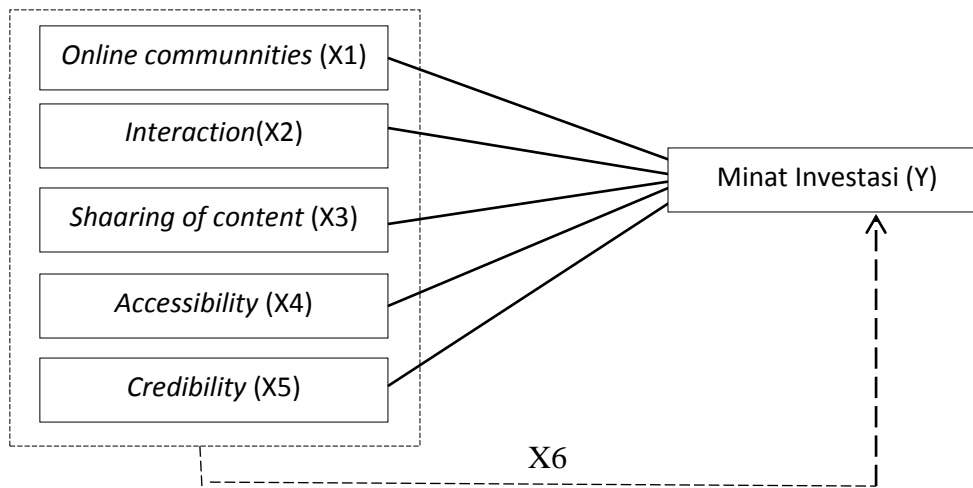 Online communnities (X1)
Interaction(X2)
Minat Investasi (Y)
Shaaring of content (X3)
Accessibility (X4)
Credibility (X5)
X6